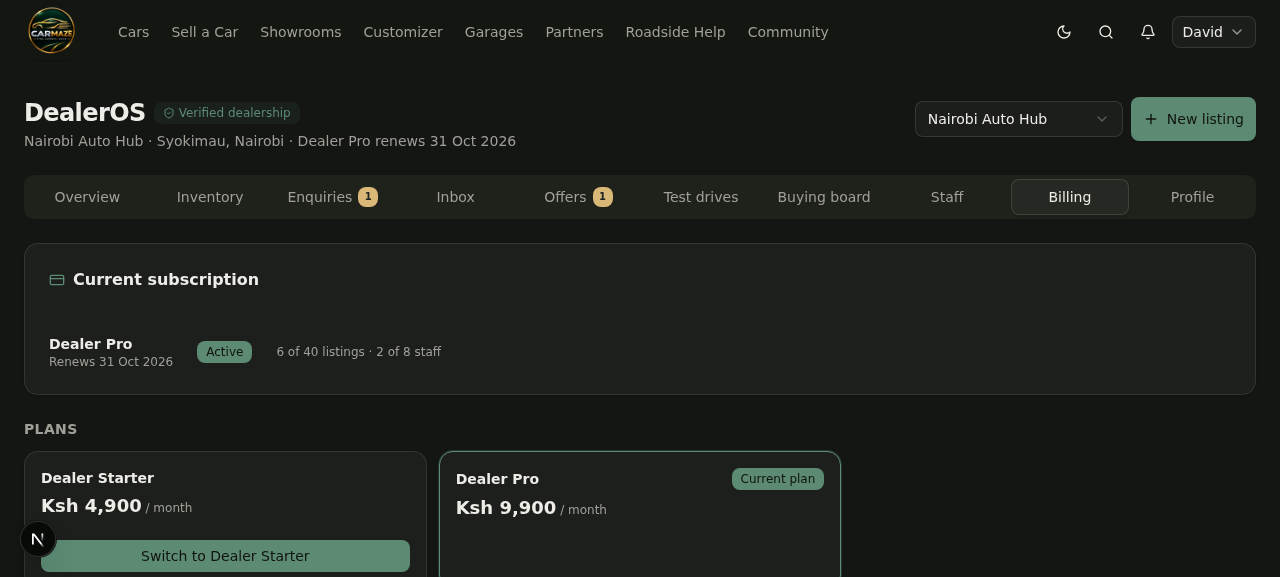 CARMAZE
Cars Sell a Car Showrooms Customizer Garages Partners Roadside Help Community
David
DealerOS Verified dealership
Nairobi Auto Hub · Syokimau, Nairobi · Dealer Pro renews 31 Oct 2026
Nairobi Auto Hub
New listing
Overview Inventory Enquiries 1 Inbox Offers 1 Test drives Buying board Staff Billing Profile
Current subscription
Dealer Pro
Renews 31 Oct 2026
Active
6 of 40 listings · 2 of 8 staff
PLANS
Dealer Starter
Ksh 4,900 / month
Switch to Dealer Starter
Dealer Pro
Current plan
Ksh 9,900 / month
N